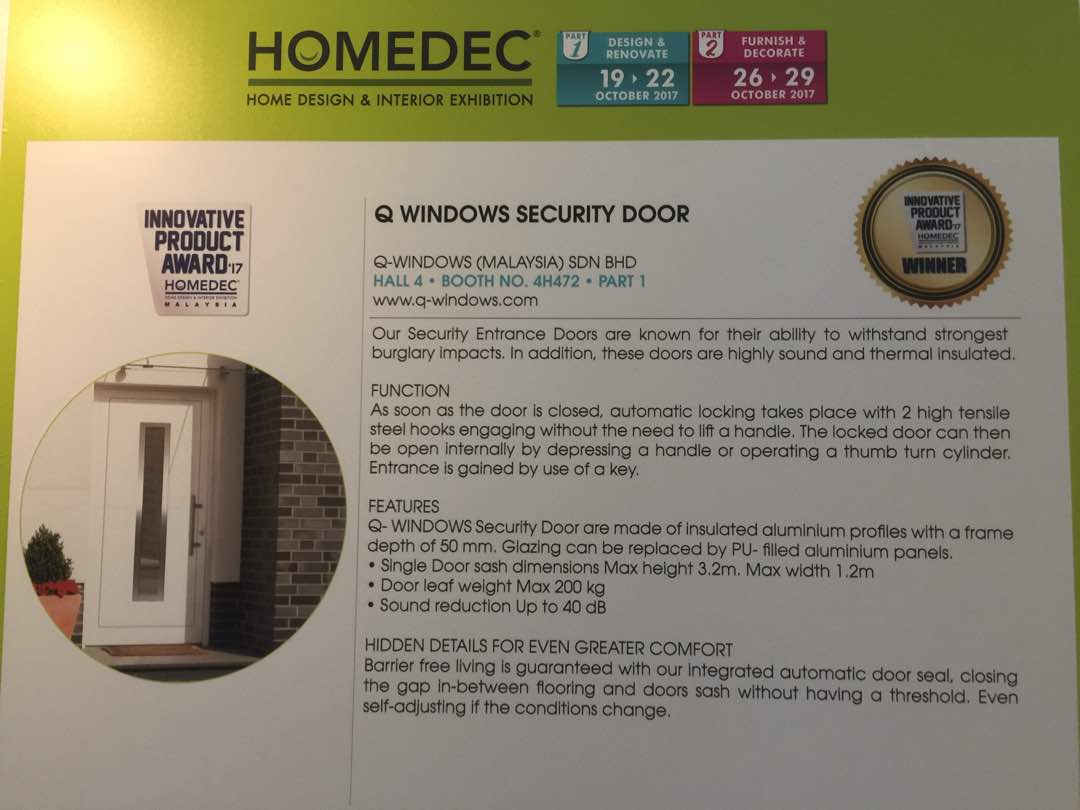 HOMEDEC®
HOME DESIGN & INTERIOR EXHIBITION
PART 1
DESIGN & RENOVATE
19 ▸ 22
OCTOBER 2017
PART 2
FURNISH & DECORATE
26 ▸ 29
OCTOBER 2017
INNOVATIVE
PRODUCT
AWARD'17
HOMEDEC
HOME DESIGN & INTERIOR EXHIBITION
MALAYSIA
INNOVATIVE
PRODUCT
AWARD'17
HOMEDEC
MALAYSIA
WINNER
Q WINDOWS SECURITY DOOR
Q-WINDOWS (MALAYSIA) SDN BHD
HALL 4 • BOOTH NO. 4H472 • PART 1
www.q-windows.com
Our Security Entrance Doors are known for their ability to withstand strongest
burglary impacts. In addition, these doors are highly sound and thermal insulated.
FUNCTION
As soon as the door is closed, automatic locking takes place with 2 high tensile
steel hooks engaging without the need to lift a handle. The locked door can then
be open internally by depressing a handle or operating a thumb turn cylinder.
Entrance is gained by use of a key.
FEATURES
Q- WINDOWS Security Door are made of insulated aluminium profiles with a frame
depth of 50 mm. Glazing can be replaced by PU- filled aluminium panels.
• Single Door sash dimensions Max height 3.2m. Max width 1.2m
• Door leaf weight Max 200 kg
• Sound reduction Up to 40 dB
HIDDEN DETAILS FOR EVEN GREATER COMFORT
Barrier free living is guaranteed with our integrated automatic door seal, closing
the gap in-between flooring and doors sash without having a threshold. Even
self-adjusting if the conditions change.